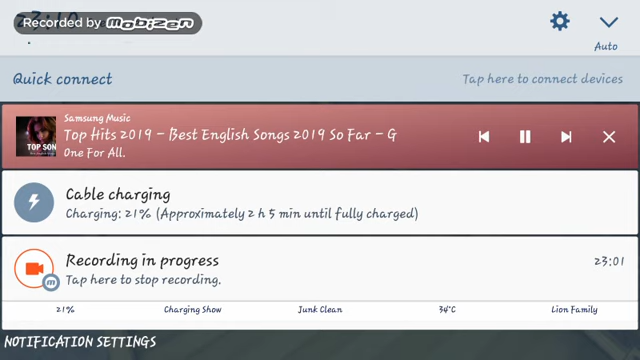 Recorded by mobizen
Auto
Quick connect
Tap here to connect devices
Samsung Music
Top Hits 2019 - Best English Songs 2019 So Far - G
One For All.
TOP SON
Cable charging
Charging: 21% (Approximately 2 h 5 min until fully charged)
Recording in progress
23:01
Tap here to stop recording.
21%
Charging Show
Junk Clean
34°C
Lion Family
NOTIFICATION SETTINGS